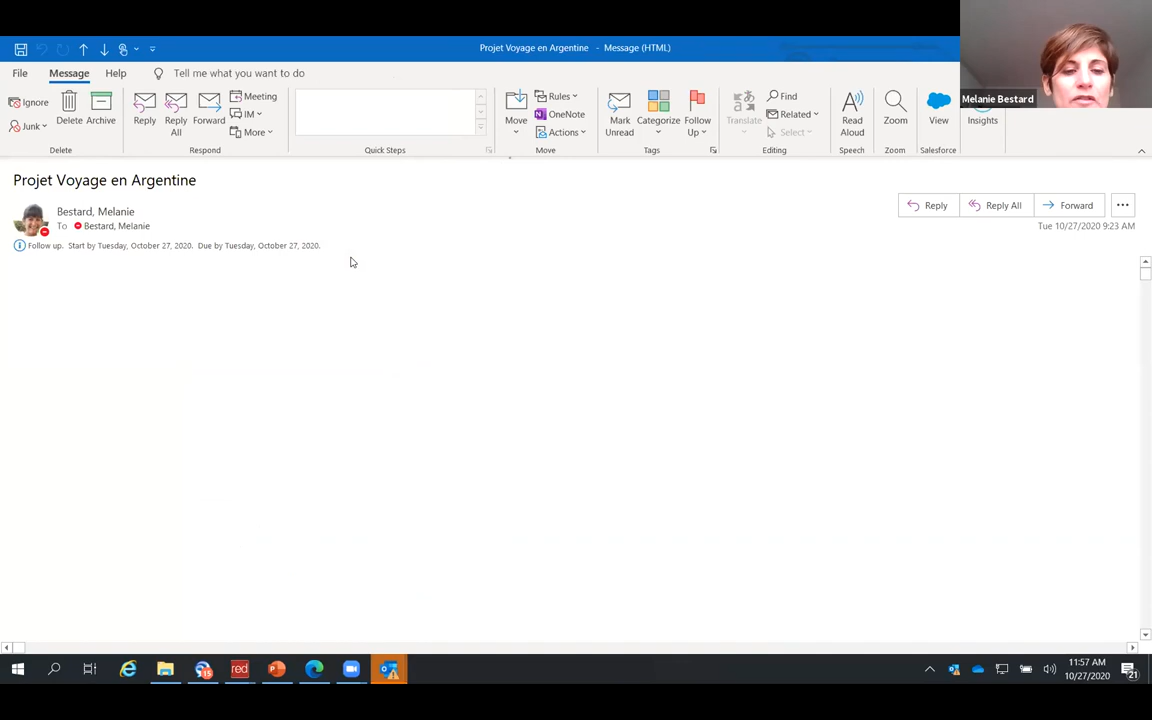 Projet Voyage en Argentine - Message (HTML)
File Message Help Tell me what you want to do
Ignore
Junk
Delete
Archive
Delete
Reply
Reply All
Forward
Meeting
IM
More
Respond
Quick Steps
Move
Rules
OneNote
Actions
Move
Mark Unread
Categorize
Follow Up
Tags
Translate
Find
Related
Select
Editing
Read Aloud
Speech
Zoom
Zoom
View
Salesforce
Insights
Melanie Bestard
Projet Voyage en Argentine
Bestard, Melanie
To Bestard, Melanie
Follow up. Start by Tuesday, October 27, 2020. Due by Tuesday, October 27, 2020.
Reply Reply All Forward
Tue 10/27/2020 9:23 AM
15
red
11:57 AM
10/27/2020
21